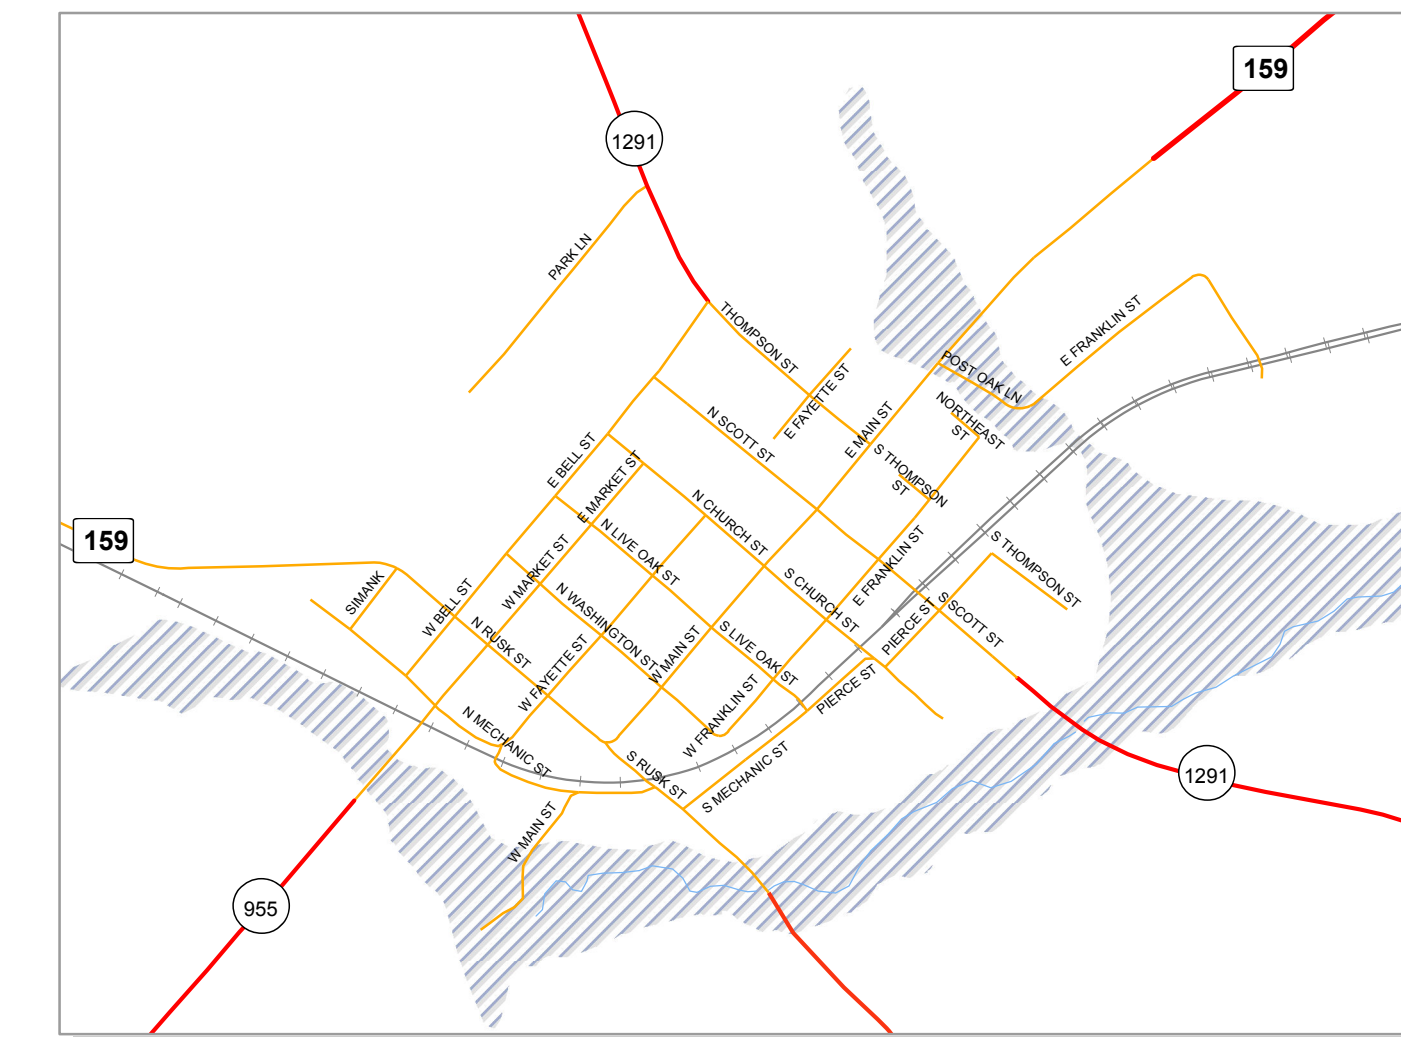 159
1291
PARK LN
THOMPSON ST
E FRANKLIN ST
POST OAK LN
E FAYETTE ST
NORTHEAST
ST
E MAIN ST
N SCOTT ST
S THOMPSON
ST
E BELL ST
E MARKET ST
N CHURCH ST
159
N LIVE OAK ST
W MARKET ST
E FRANKLIN ST
S THOMPSON ST
SIMANK
W BELL ST
N RUSK ST
N WASHINGTON ST
S CHURCH ST
PIERCE ST
S SCOTT ST
W FAYETTE ST
W MAIN ST
S LIVE OAK ST
PIERCE ST
W FRANKLIN ST
N MECHANIC ST
S RUSK ST
S MECHANIC ST
1291
W MAIN ST
955